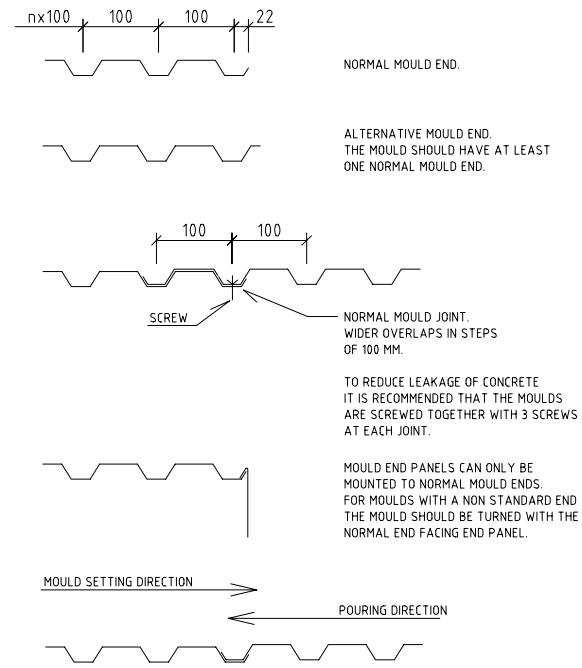 nx100 100 100 22
NORMAL MOULD END.
ALTERNATIVE MOULD END.
THE MOULD SHOULD HAVE AT LEAST
ONE NORMAL MOULD END.
100 100
SCREW
NORMAL MOULD JOINT.
WIDER OVERLAPS IN STEPS
OF 100 MM.
TO REDUCE LEAKAGE OF CONCRETE
IT IS RECOMMENDED THAT THE MOULDS
ARE SCREWED TOGETHER WITH 3 SCREWS
AT EACH JOINT.
MOULD END PANELS CAN ONLY BE
MOUNTED TO NORMAL MOULD ENDS.
FOR MOULDS WITH A NON STANDARD END
THE MOULD SHOULD BE TURNED WITH THE
NORMAL END FACING END PANEL.
MOULD SETTING DIRECTION
POURING DIRECTION